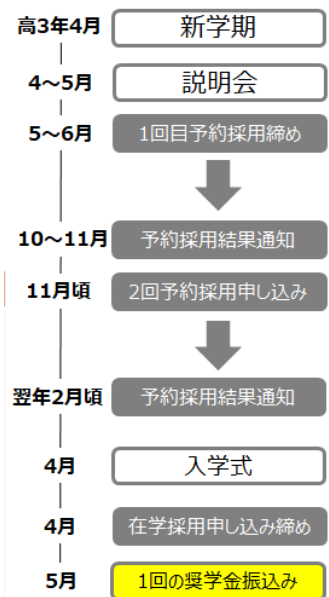 高3年4月 新学期
4～5月 説明会
5～6月 1回目予約採用締め
10～11月 予約採用結果通知
11月頃 2回予約採用申し込み
翌年2月頃 予約採用結果通知
4月 入学式
4月 在学採用申し込み締め
5月 1回の奨学金振込み